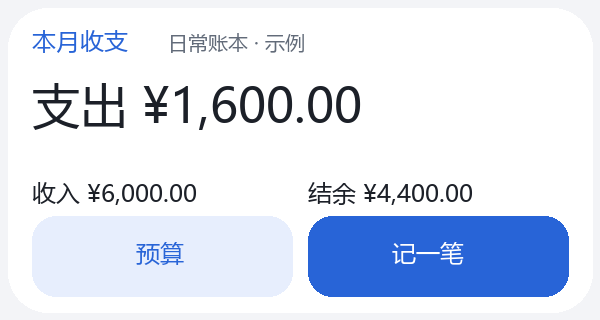 本月收支 日常账本 · 示例
支出 ¥1,600.00
收入 ¥6,000.00 结余 ¥4,400.00
预算 记一笔